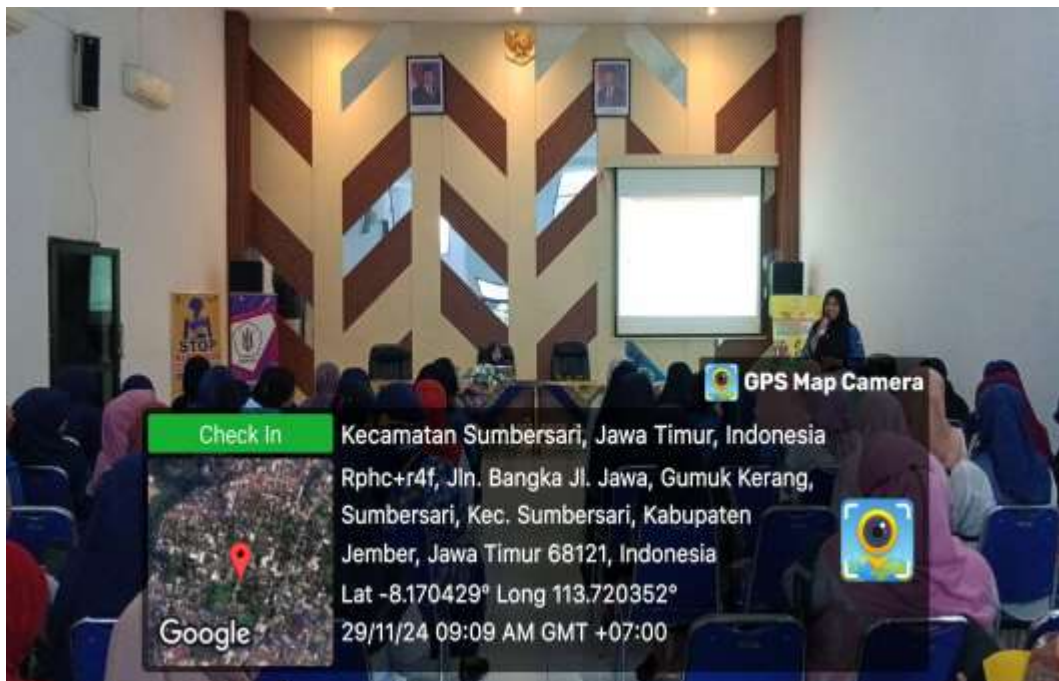 STOP
GPS Map Camera
Check In
Kecamatan Sumbersari, Jawa Timur, Indonesia
Rphc+r4f, Jln. Bangka Jl. Jawa, Gumuk Kerang,
Sumbersari, Kec. Sumbersari, Kabupaten
Jember, Jawa Timur 68121, Indonesia
Lat -8.170429° Long 113.720352°
29/11/24 09:09 AM GMT +07:00
Google